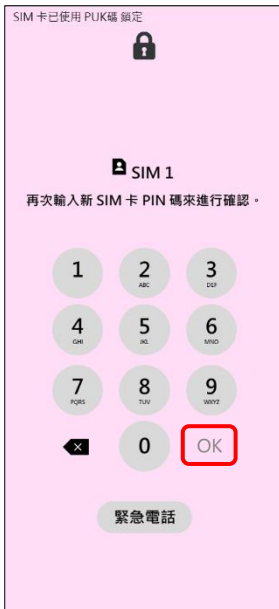 SIM 卡已使用 PUK碼 鎖定
SIM 1
再次輸入新 SIM 卡 PIN 碼來進行確認。
1 2 3
ABC DEF
4 5 6
GHI JKL MNO
7 8 9
PQRS TUV WXYZ
0 OK
緊急電話